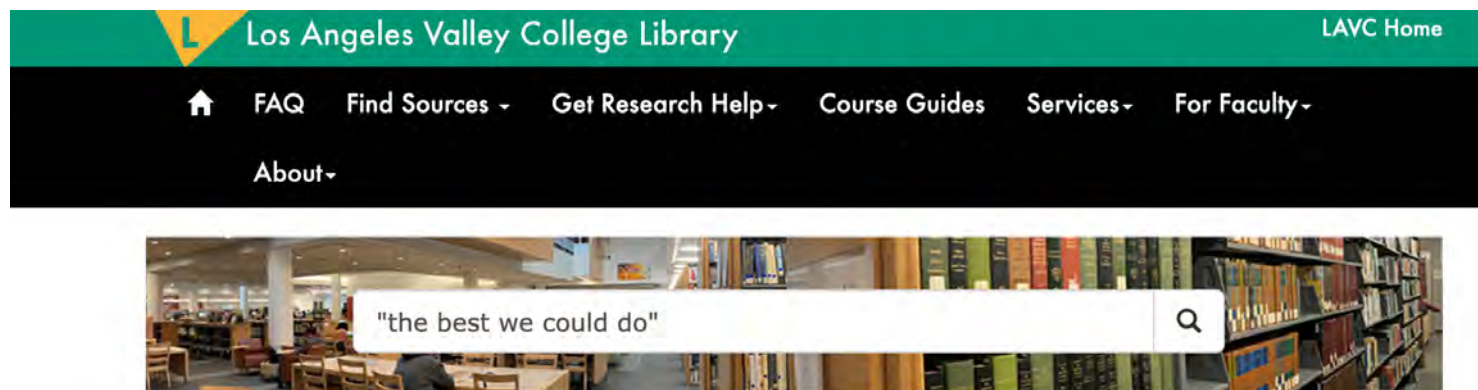 L Los Angeles Valley College Library
LAVC Home
FAQ Find Sources Get Research Help Course Guides Services For Faculty
About
"the best we could do"